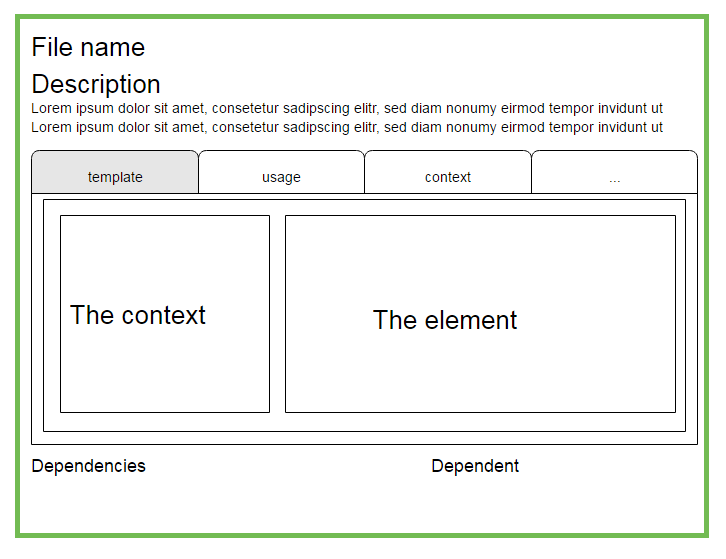 File name
Description
Lorem ipsum dolor sit amet, consetetur sadipscing elitr, sed diam nonumy eirmod tempor invidunt ut
Lorem ipsum dolor sit amet, consetetur sadipscing elitr, sed diam nonumy eirmod tempor invidunt ut
template usage context ...
The context
The element
Dependencies Dependent